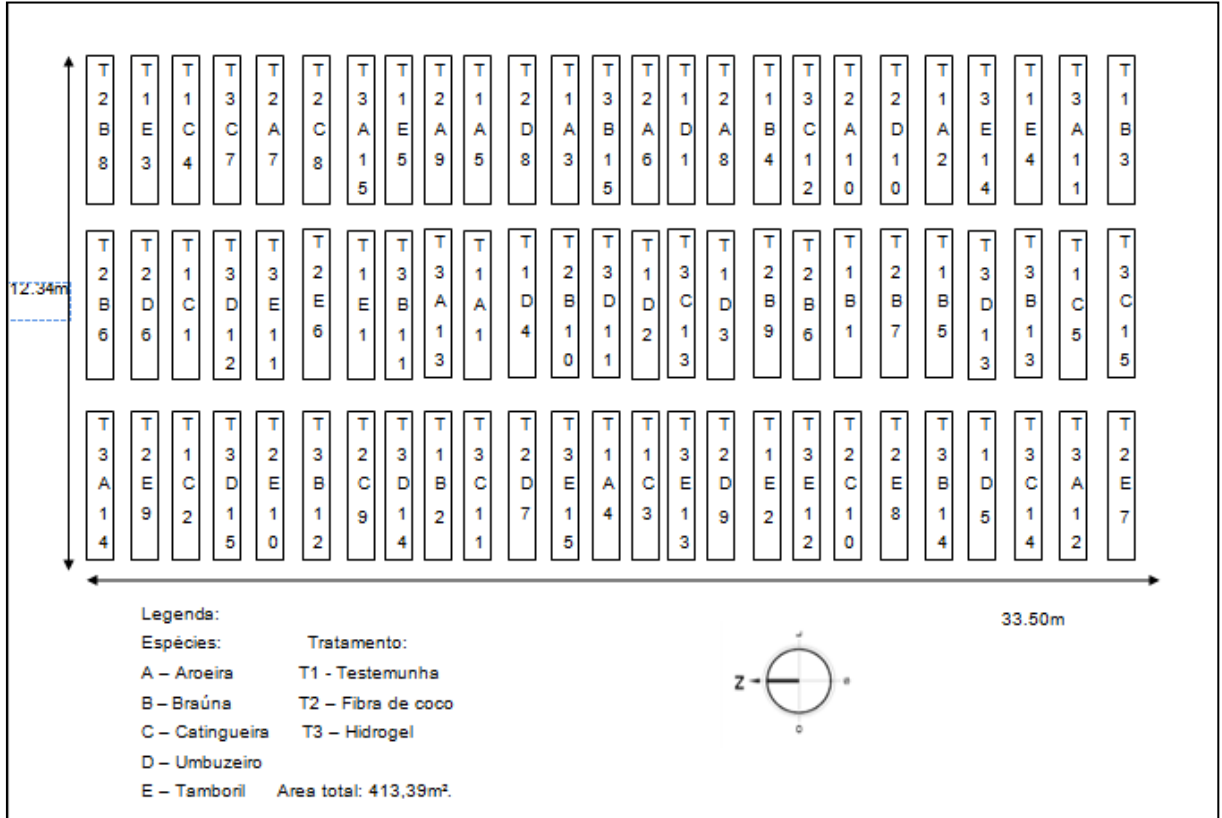 T2B8 T1E3 T1C4 T3C7 T2A7 T2C8 T3A15 T1E5 T2A9 T1A5 T2D8 T1A3 T3B15 T2A6 T1D1 T2A8 T1B4 T3C12 T2A10 T2D10 T1A2 T3E14 T1E4 T3A11 T1B3
T2B6 T2D6 T1C1 T3D12 T3E11 T2E6 T1E1 T3B11 T3A13 T1A1 T1D4 T2B10 T3D11 T1D2 T3C13 T1D3 T2B9 T2B6 T1B1 T2B7 T1B5 T3D13 T3B13 T1C5 T3C15
12.34m
T3A14 T2E9 T1C2 T3D15 T2E10 T3B12 T2C9 T3D14 T1B2 T3C11 T2D7 T3E15 T1A4 T1C3 T3E13 T2D9 T1E2 T3E12 T2C10 T2E8 T3B14 T1D5 T3C14 T3A12 T2E7
33.50m
Legenda:
Espécies: Tratamento:
A – Aroeira T1 - Testemunha
B – Braúna T2 – Fibra de coco
C – Catingueira T3 – Hidrogel
D – Umbuzeiro
E – Tamboril Area total: 413,39m².
Z